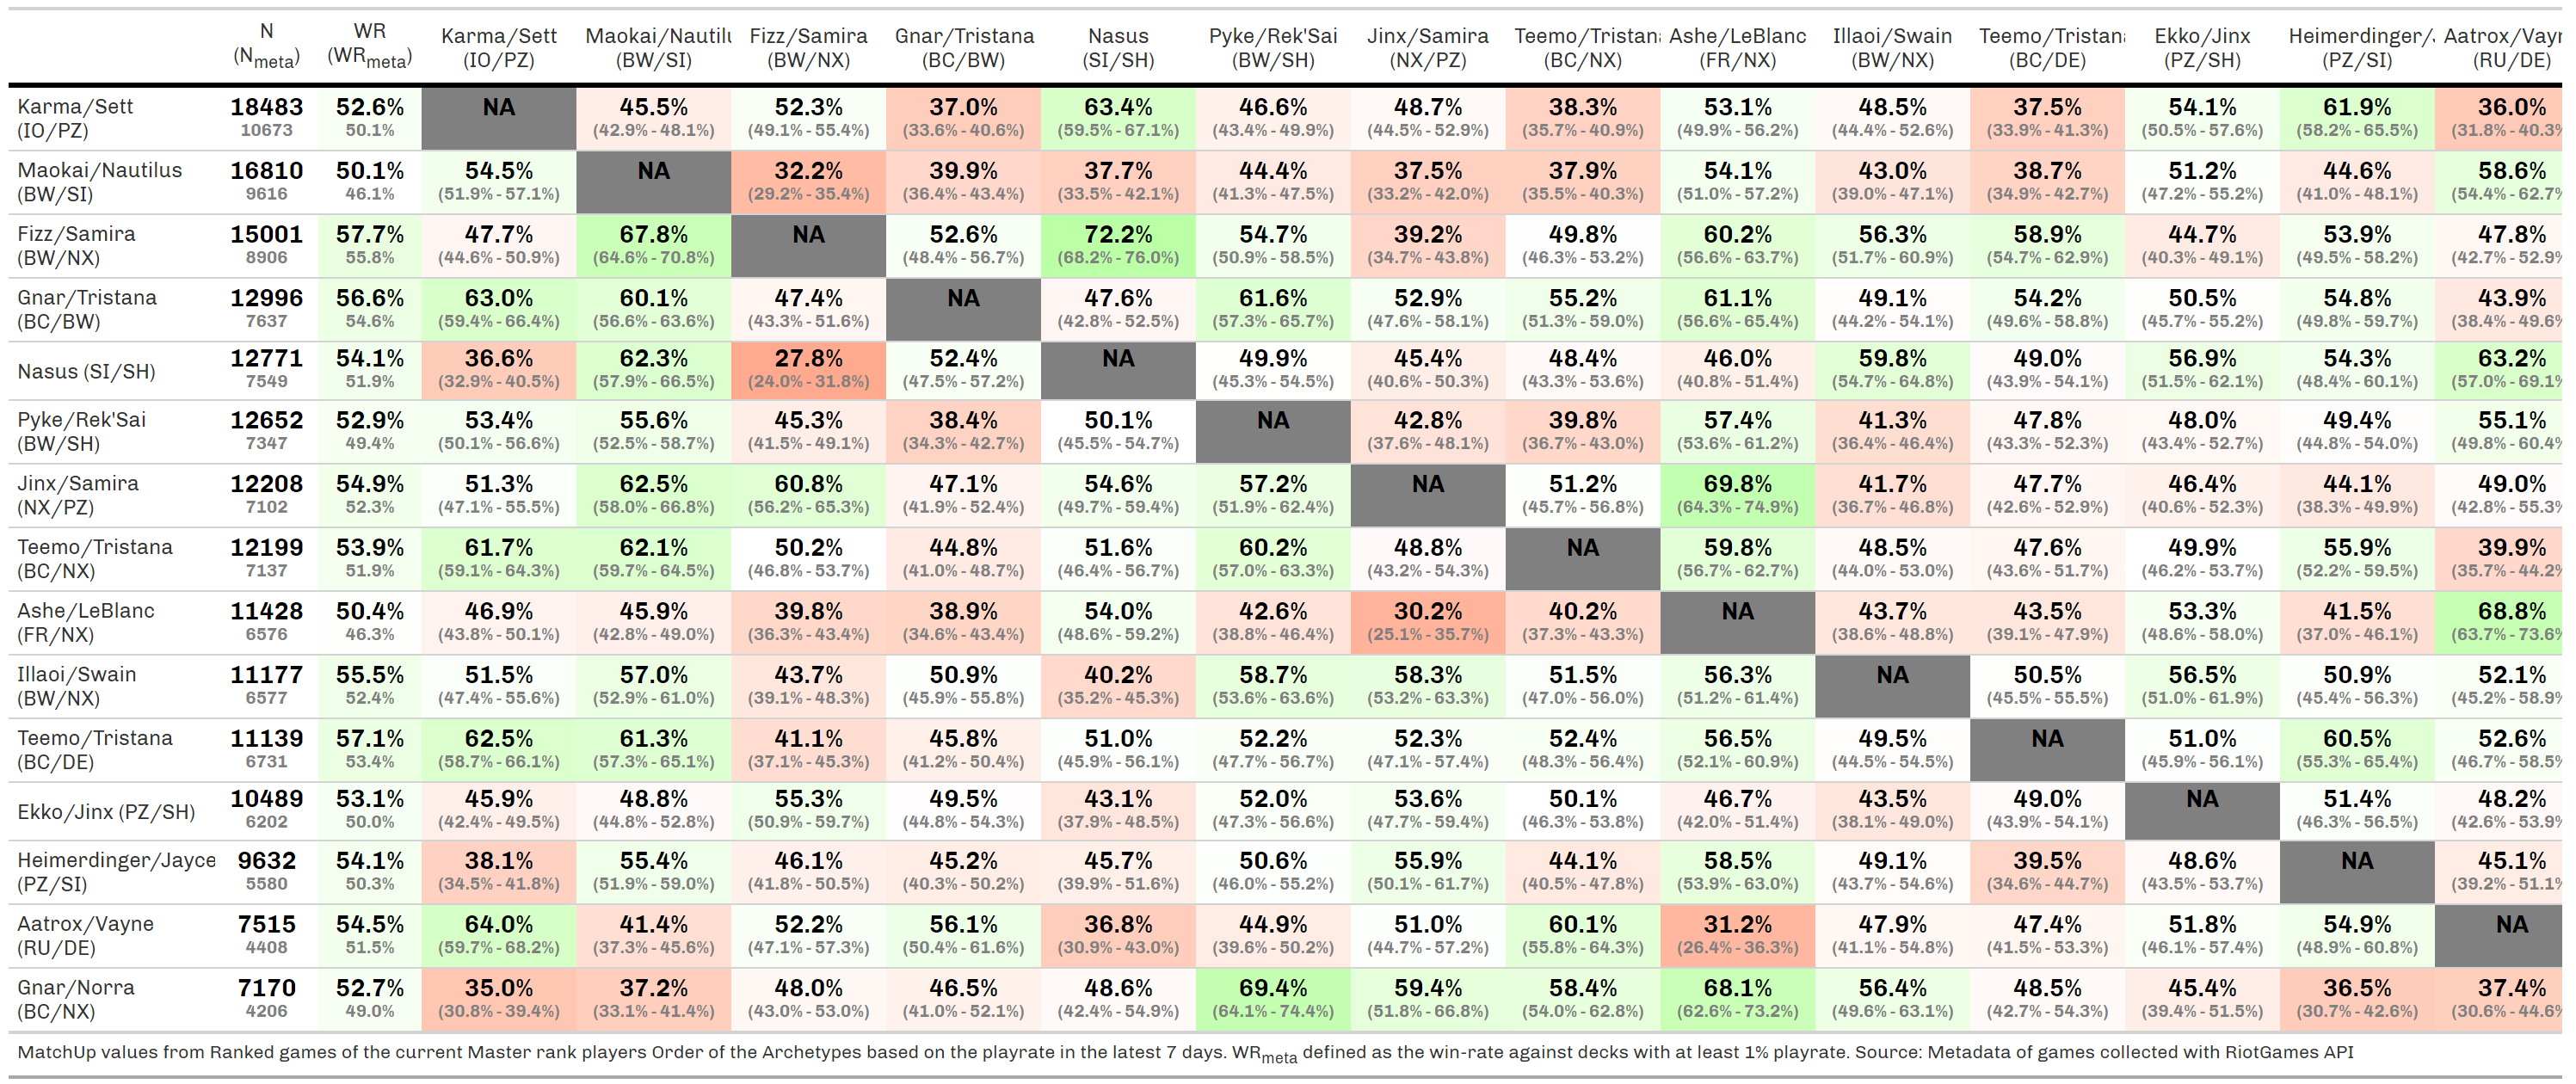 N WR Karma/Sett Maokai/Nautilu Fizz/Samira Gnar/Tristana Nasus Pyke/Rek'Sai Jinx/Samira Teemo/Tristana Ashe/LeBlanc Illaoi/Swain Teemo/Tristana Ekko/Jinx Heimerdinger/J Aatrox/Vayn
(Nmeta) (WRmeta) (IO/PZ) (BW/SI) (BW/NX) (BC/BW) (SI/SH) (BW/SH) (NX/PZ) (BC/NX) (FR/NX) (BW/NX) (BC/DE) (PZ/SH) (PZ/SI) (RU/DE)
Karma/Sett 18483 52.6% NA 45.5% 52.3% 37.0% 63.4% 46.6% 48.7% 38.3% 53.1% 48.5% 37.5% 54.1% 61.9% 36.0%
(IO/PZ) 10673 50.1% (42.9% - 48.1%) (49.1% - 55.4%) (33.6% - 40.6%) (59.5% - 67.1%) (43.4% - 49.9%) (44.5% - 52.9%) (35.7% - 40.9%) (49.9% - 56.2%) (44.4% - 52.6%) (33.9% - 41.3%) (50.5% - 57.6%) (58.2% - 65.5%) (31.8% - 40.3%
Maokai/Nautilus 16810 50.1% 54.5% NA 32.2% 39.9% 37.7% 44.4% 37.5% 37.9% 54.1% 43.0% 38.7% 51.2% 44.6% 58.6%
(BW/SI) 9616 46.1% (51.9% - 57.1%) (29.2% - 35.4%) (36.4% - 43.4%) (33.5% - 42.1%) (41.3% - 47.5%) (33.2% - 42.0%) (35.5% - 40.3%) (51.0% - 57.2%) (39.0% - 47.1%) (34.9% - 42.7%) (47.2% - 55.2%) (41.0% - 48.1%) (54.4% - 62.7%
Fizz/Samira 15001 57.7% 47.7% 67.8% NA 52.6% 72.2% 54.7% 39.2% 49.8% 60.2% 56.3% 58.9% 44.7% 53.9% 47.8%
(BW/NX) 8906 55.8% (44.6% - 50.9%) (64.6% - 70.8%) (48.4% - 56.7%) (68.2% - 76.0%) (50.9% - 58.5%) (34.7% - 43.8%) (46.3% - 53.2%) (56.6% - 63.7%) (51.7% - 60.9%) (54.7% - 62.9%) (40.3% - 49.1%) (49.5% - 58.2%) (42.7% - 52.9%
Gnar/Tristana 12996 56.6% 63.0% 60.1% 47.4% NA 47.6% 61.6% 52.9% 55.2% 61.1% 49.1% 54.2% 50.5% 54.8% 43.9%
(BC/BW) 7637 54.6% (59.4% - 66.4%) (56.6% - 63.6%) (43.3% - 51.6%) (42.8% - 52.5%) (57.3% - 65.7%) (47.6% - 58.1%) (51.3% - 59.0%) (56.6% - 65.4%) (44.2% - 54.1%) (49.6% - 58.8%) (45.7% - 55.2%) (49.8% - 59.7%) (38.4% - 49.6%
Nasus (SI/SH) 12771 54.1% 36.6% 62.3% 27.8% 52.4% NA 49.9% 45.4% 48.4% 46.0% 59.8% 49.0% 56.9% 54.3% 63.2%
7549 51.9% (32.9% - 40.5%) (57.9% - 66.5%) (24.0% - 31.8%) (47.5% - 57.2%) (45.3% - 54.5%) (40.6% - 50.3%) (43.3% - 53.6%) (40.8% - 51.4%) (54.7% - 64.8%) (43.9% - 54.1%) (51.5% - 62.1%) (48.4% - 60.1%) (57.0% - 69.1%
Pyke/Rek'Sai 12652 52.9% 53.4% 55.6% 45.3% 38.4% 50.1% NA 42.8% 39.8% 57.4% 41.3% 47.8% 48.0% 49.4% 55.1%
(BW/SH) 7347 49.4% (50.1% - 56.6%) (52.5% - 58.7%) (41.5% - 49.1%) (34.3% - 42.7%) (45.5% - 54.7%) (37.6% - 48.1%) (36.7% - 43.0%) (53.6% - 61.2%) (36.4% - 46.4%) (43.3% - 52.3%) (43.4% - 52.7%) (44.8% - 54.0%) (49.8% - 60.4%
Jinx/Samira 12208 54.9% 51.3% 62.5% 60.8% 47.1% 54.6% 57.2% NA 51.2% 69.8% 41.7% 47.7% 46.4% 44.1% 49.0%
(NX/PZ) 7102 52.3% (47.1% - 55.5%) (58.0% - 66.8%) (56.2% - 65.3%) (41.9% - 52.4%) (49.7% - 59.4%) (51.9% - 62.4%) (45.7% - 56.8%) (64.3% - 74.9%) (36.7% - 46.8%) (42.6% - 52.9%) (40.6% - 52.3%) (38.3% - 49.9%) (42.8% - 55.3%
Teemo/Tristana 12199 53.9% 61.7% 62.1% 50.2% 44.8% 51.6% 60.2% 48.8% NA 59.8% 48.5% 47.6% 49.9% 55.9% 39.9%
(BC/NX) 7137 51.9% (59.1% - 64.3%) (59.7% - 64.5%) (46.8% - 53.7%) (41.0% - 48.7%) (46.4% - 56.7%) (57.0% - 63.3%) (43.2% - 54.3%) (56.7% - 62.7%) (44.0% - 53.0%) (43.6% - 51.7%) (46.2% - 53.7%) (52.2% - 59.5%) (35.7% - 44.2%
Ashe/LeBlanc 11428 50.4% 46.9% 45.9% 39.8% 38.9% 54.0% 42.6% 30.2% 40.2% NA 43.7% 43.5% 53.3% 41.5% 68.8%
(FR/NX) 6576 46.3% (43.8% - 50.1%) (42.8% - 49.0%) (36.3% - 43.4%) (34.6% - 43.4%) (48.6% - 59.2%) (38.8% - 46.4%) (25.1% - 35.7%) (37.3% - 43.3%) (38.6% - 48.8%) (39.1% - 47.9%) (48.6% - 58.0%) (37.0% - 46.1%) (63.7% - 73.6%
Illaoi/Swain 11177 55.5% 51.5% 57.0% 43.7% 50.9% 40.2% 58.7% 58.3% 51.5% 56.3% NA 50.5% 56.5% 50.9% 52.1%
(BW/NX) 6577 52.4% (47.4% - 55.6%) (52.9% - 61.0%) (39.1% - 48.3%) (45.9% - 55.8%) (35.2% - 45.3%) (53.6% - 63.6%) (53.2% - 63.3%) (47.0% - 56.0%) (51.2% - 61.4%) (45.5% - 55.5%) (51.0% - 61.9%) (45.4% - 56.3%) (45.2% - 58.9%
Teemo/Tristana 11139 57.1% 62.5% 61.3% 41.1% 45.8% 51.0% 52.2% 52.3% 52.4% 56.5% 49.5% NA 51.0% 60.5% 52.6%
(BC/DE) 6731 53.4% (58.7% - 66.1%) (57.3% - 65.1%) (37.1% - 45.3%) (41.2% - 50.4%) (45.9% - 56.1%) (47.7% - 56.7%) (47.1% - 57.4%) (48.3% - 56.4%) (52.1% - 60.9%) (44.5% - 54.5%) (45.9% - 56.1%) (55.3% - 65.4%) (46.7% - 58.5%
Ekko/Jinx (PZ/SH) 10489 53.1% 45.9% 48.8% 55.3% 49.5% 43.1% 52.0% 53.6% 50.1% 46.7% 43.5% 49.0% NA 51.4% 48.2%
6202 50.0% (42.4% - 49.5%) (44.8% - 52.8%) (50.9% - 59.7%) (44.8% - 54.3%) (37.9% - 48.5%) (47.3% - 56.6%) (47.7% - 59.4%) (46.3% - 53.8%) (42.0% - 51.4%) (38.1% - 49.0%) (43.9% - 54.1%) (46.3% - 56.5%) (42.6% - 53.9%
Heimerdinger/Jayce 9632 54.1% 38.1% 55.4% 46.1% 45.2% 45.7% 50.6% 55.9% 44.1% 58.5% 49.1% 39.5% 48.6% NA 45.1%
(PZ/SI) 5580 50.3% (34.5% - 41.8%) (51.9% - 59.0%) (41.8% - 50.5%) (40.3% - 50.2%) (39.9% - 51.6%) (46.0% - 55.2%) (50.1% - 61.7%) (40.5% - 47.8%) (53.9% - 63.0%) (43.7% - 54.6%) (34.6% - 44.7%) (43.5% - 53.7%) (39.2% - 51.1%
Aatrox/Vayne 7515 54.5% 64.0% 41.4% 52.2% 56.1% 36.8% 44.9% 51.0% 60.1% 31.2% 47.9% 47.4% 51.8% 54.9% NA
(RU/DE) 4408 51.5% (59.7% - 68.2%) (37.3% - 45.6%) (47.1% - 57.3%) (50.4% - 61.6%) (30.9% - 43.0%) (39.6% - 50.2%) (44.7% - 57.2%) (55.8% - 64.3%) (26.4% - 36.3%) (41.1% - 54.8%) (41.5% - 53.3%) (46.1% - 57.4%) (48.9% - 60.8%)
Gnar/Norra 7170 52.7% 35.0% 37.2% 48.0% 46.5% 48.6% 69.4% 59.4% 58.4% 68.1% 56.4% 48.5% 45.4% 36.5% 37.4%
(BC/NX) 4206 49.0% (30.8% - 39.4%) (33.1% - 41.4%) (43.0% - 53.0%) (41.0% - 52.1%) (42.4% - 54.9%) (64.1% - 74.4%) (51.8% - 66.8%) (54.0% - 62.8%) (62.6% - 73.2%) (49.6% - 63.1%) (42.7% - 54.3%) (39.4% - 51.5%) (30.7% - 42.6%) (30.6% - 44.6%
MatchUp values from Ranked games of the current Master rank players Order of the Archetypes based on the playrate in the latest 7 days. WRmeta defined as the win-rate against decks with at least 1% playrate. Source: Metadata of games collected with RiotGames API